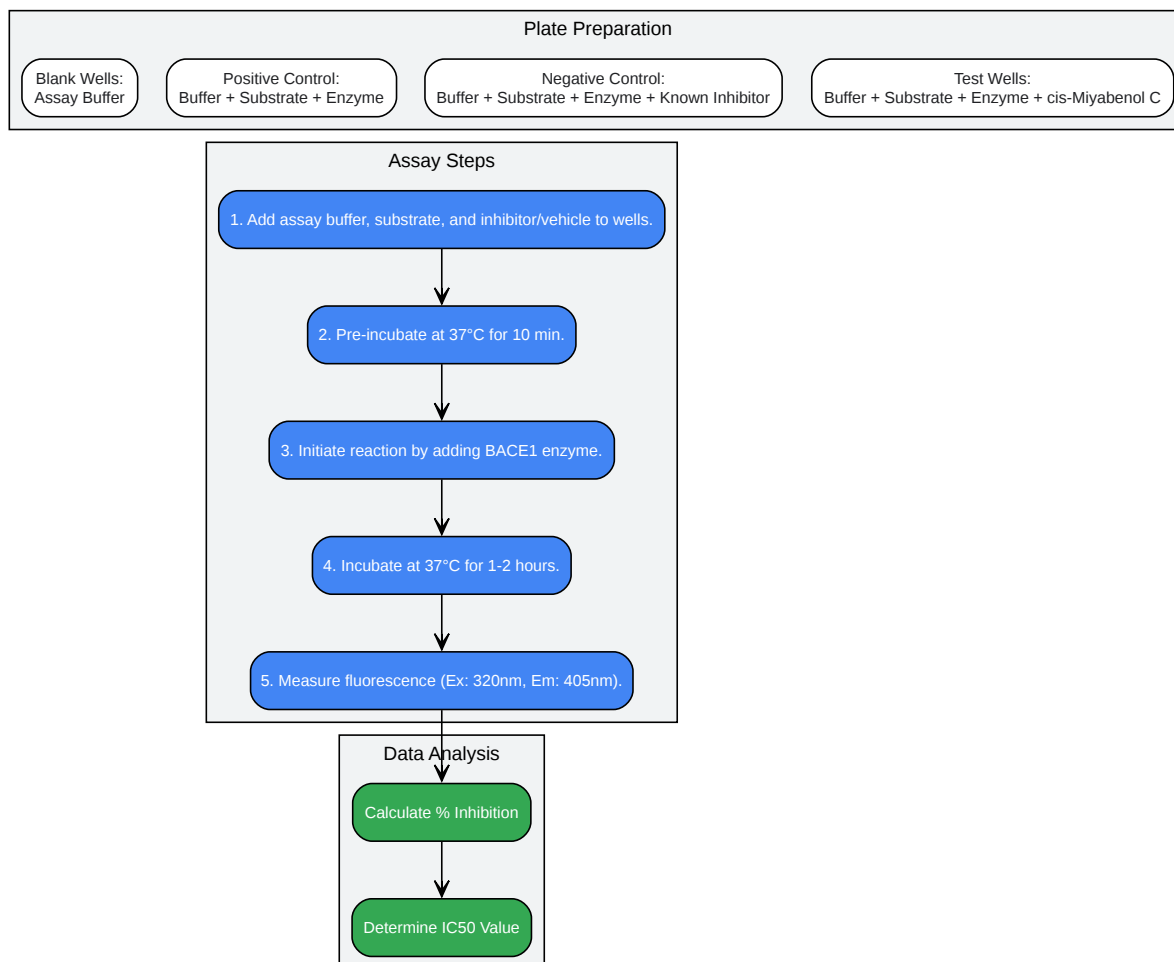 Plate Preparation
Blank Wells:
Assay Buffer
Positive Control:
Buffer + Substrate + Enzyme
Negative Control:
Buffer + Substrate + Enzyme + Known Inhibitor
Test Wells:
Buffer + Substrate + Enzyme + cis-Miyabenol C
Assay Steps
1. Add assay buffer, substrate, and inhibitor/vehicle to wells.
2. Pre-incubate at 37°C for 10 min.
3. Initiate reaction by adding BACE1 enzyme.
4. Incubate at 37°C for 1-2 hours.
5. Measure fluorescence (Ex: 320nm, Em: 405nm).
Data Analysis
Calculate % Inhibition
Determine IC50 Value